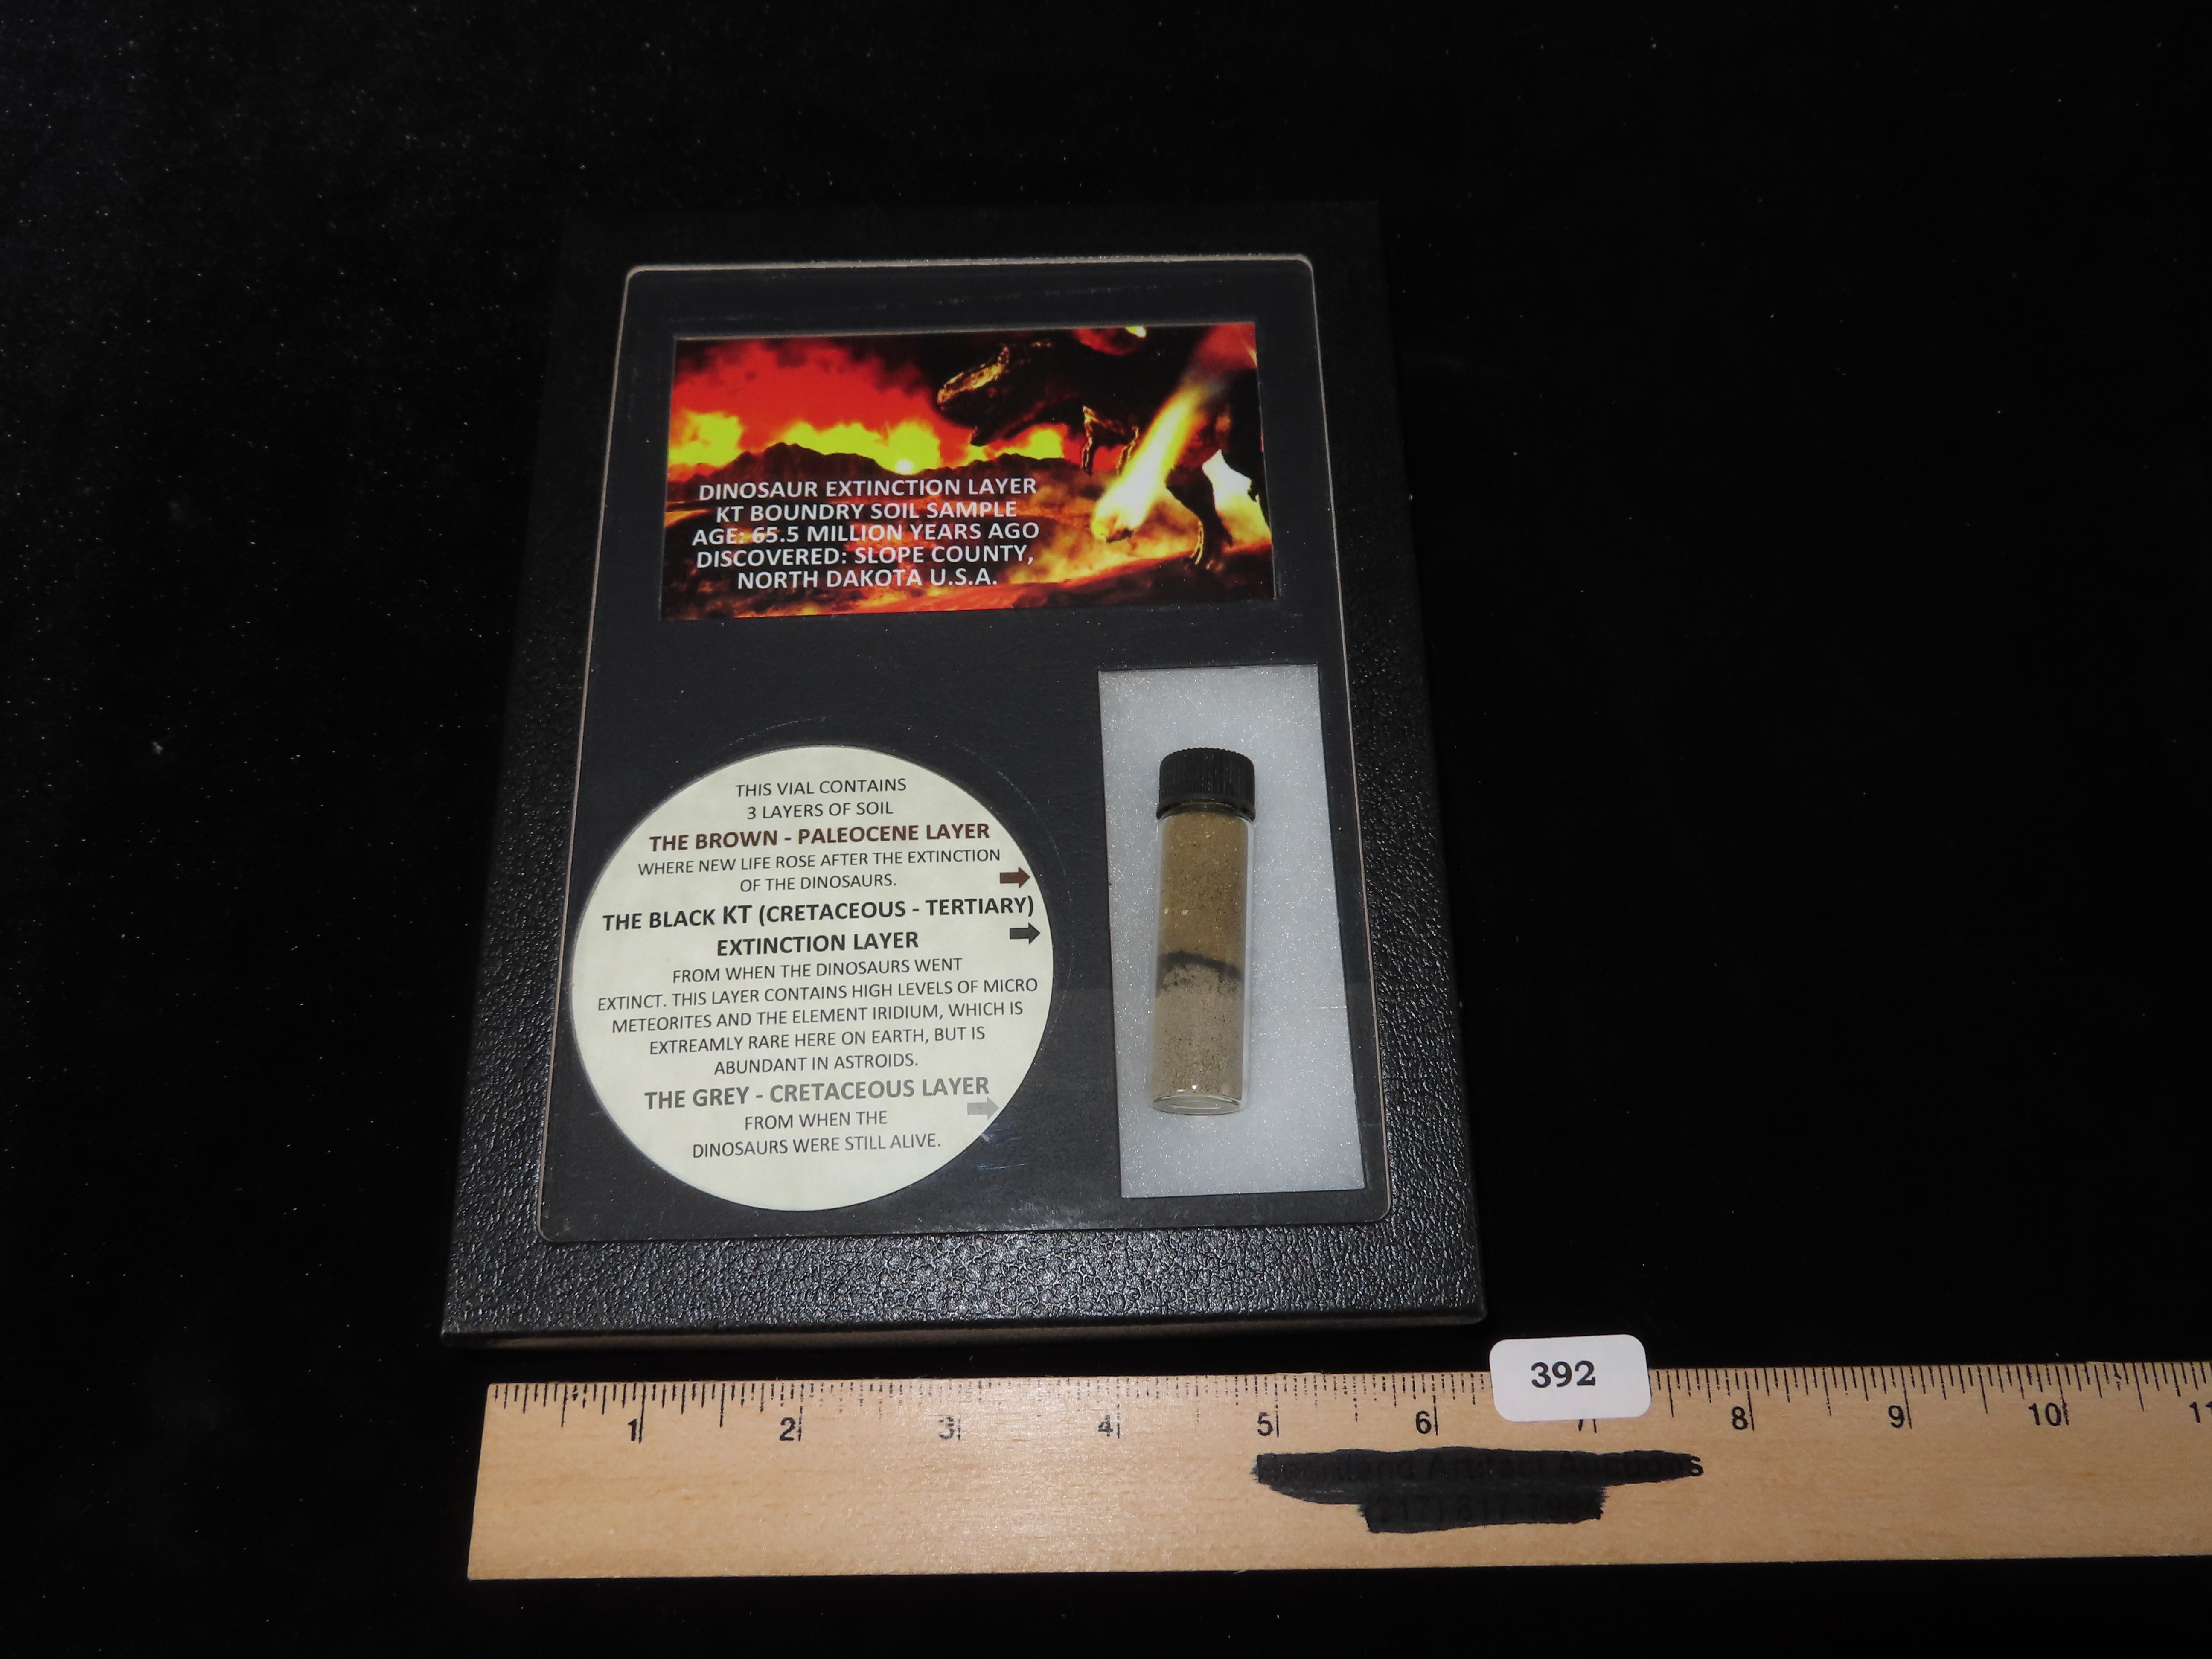 DINOSAUR EXTINCTION LAYER
KT BOUNDRY SOIL SAMPLE
AGE: 65.5 MILLION YEARS AGO
DISCOVERED: SLOPE COUNTY,
NORTH DAKOTA U.S.A.
THIS VIAL CONTAINS
3 LAYERS OF SOIL
THE BROWN - PALEOCENE LAYER
WHERE NEW LIFE ROSE AFTER THE EXTINCTION
OF THE DINOSAURS.
THE BLACK KT (CRETACEOUS - TERTIARY)
EXTINCTION LAYER
FROM WHEN THE DINOSAURS WENT
EXTINCT. THIS LAYER CONTAINS HIGH LEVELS OF MICRO
METEORITES AND THE ELEMENT IRIDIUM, WHICH IS
EXTREAMLY RARE HERE ON EARTH, BUT IS
ABUNDANT IN ASTROIDS.
THE GREY - CRETACEOUS LAYER
FROM WHEN THE
DINOSAURS WERE STILL ALIVE.
392
1 2 3 4 5 6 7 8 9 10 11
Artifact Auctions